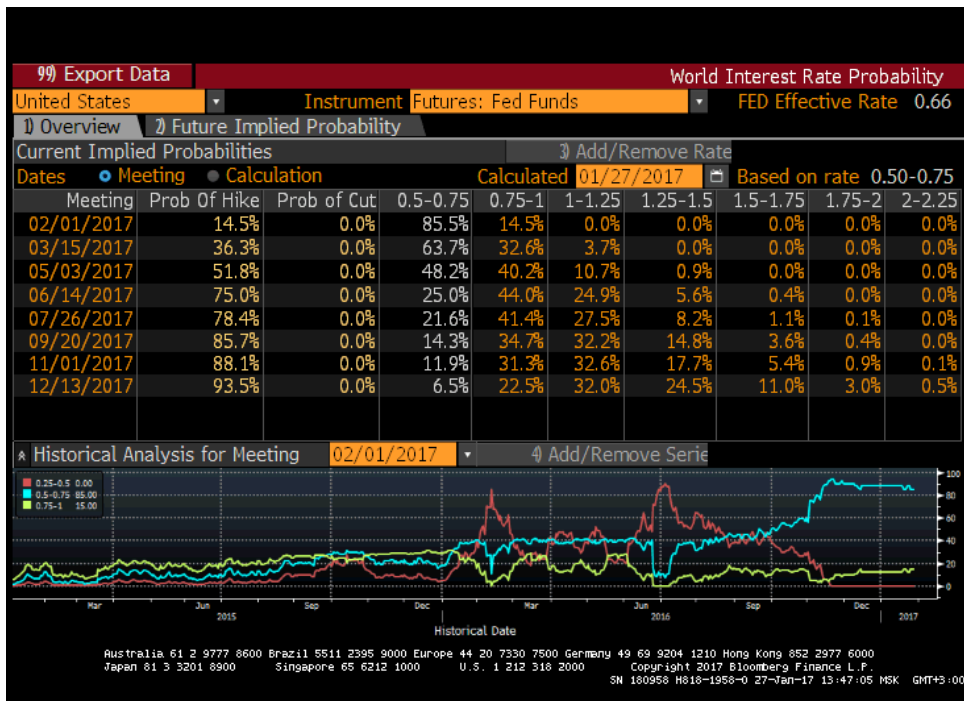 99) Export Data World Interest Rate Probability
United States Instrument Futures: Fed Funds FED Effective Rate 0.66
1) Overview 2) Future Implied Probability
Current Implied Probabilities 3) Add/Remove Rate
Dates Meeting Calculation Calculated 01/27/2017 Based on rate 0.50-0.75
Meeting Prob Of Hike Prob of Cut 0.5-0.75 0.75-1 1-1.25 1.25-1.5 1.5-1.75 1.75-2 2-2.25
02/01/2017 14.5% 0.0% 85.5% 14.5% 0.0% 0.0% 0.0% 0.0% 0.0%
03/15/2017 36.3% 0.0% 63.7% 32.6% 3.7% 0.0% 0.0% 0.0% 0.0%
05/03/2017 51.8% 0.0% 48.2% 40.2% 10.7% 0.9% 0.0% 0.0% 0.0%
06/14/2017 75.0% 0.0% 25.0% 44.0% 24.9% 5.6% 0.4% 0.0% 0.0%
07/26/2017 78.4% 0.0% 21.6% 41.4% 27.5% 8.2% 1.1% 0.1% 0.0%
09/20/2017 85.7% 0.0% 14.3% 34.7% 32.2% 14.8% 3.6% 0.4% 0.0%
11/01/2017 88.1% 0.0% 11.9% 31.3% 32.6% 17.7% 5.4% 0.9% 0.1%
12/13/2017 93.5% 0.0% 6.5% 22.5% 32.0% 24.5% 11.0% 3.0% 0.5%
Historical Analysis for Meeting 02/01/2017 4) Add/Remove Serie
0.25-0.5 0.00
0.5-0.75 85.00
0.75-1 15.00
100
80
60
40
20
0
Mar Jun Sep Dec Mar Jun Sep Dec
2015 2016 2017
Historical Date
Australia 61 2 9777 8600 Brazil 5511 2395 9000 Europe 44 20 7330 7500 Germany 49 69 9204 1210 Hong Kong 852 2977 6000
Japan 81 3 3201 8900 Singapore 65 6212 1000 U.S. 1 212 318 2000 Copyright 2017 Bloomberg Finance L.P.
SN 180958 H818-1958-0 27-Jan-17 13:47:05 MSK GMT+3:00